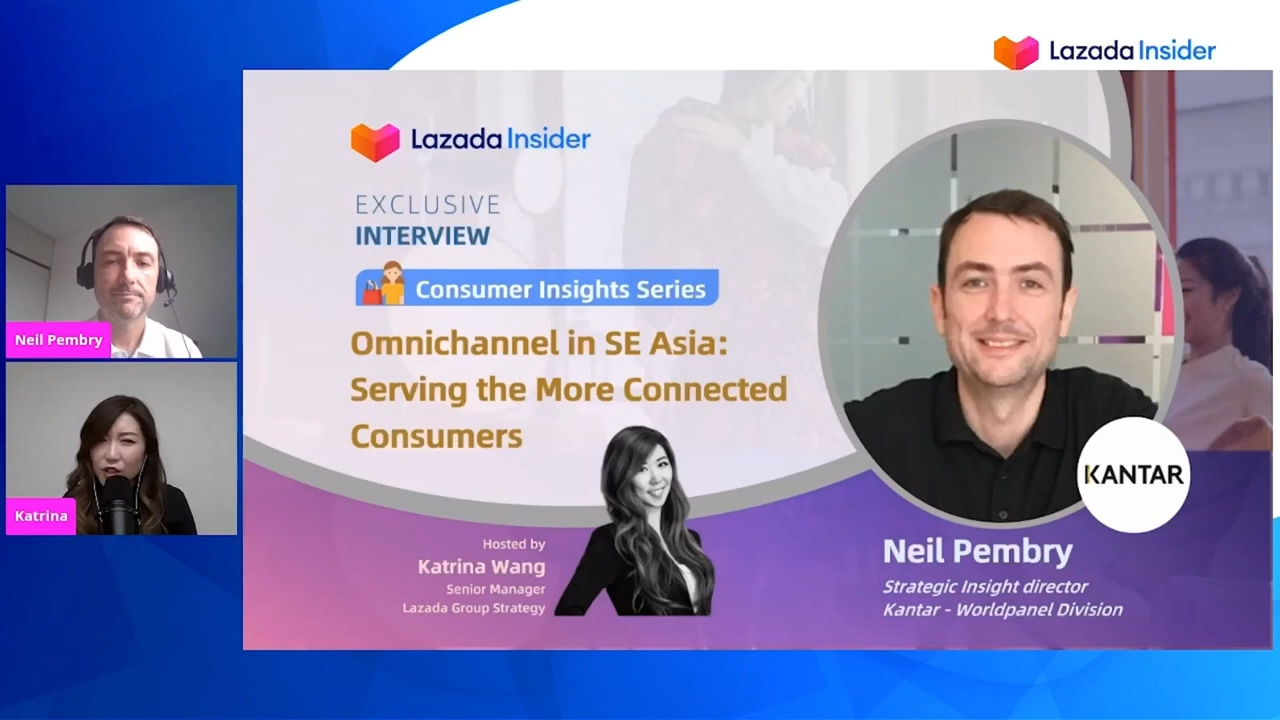 Lazada Insider
Lazada Insider
EXCLUSIVE
INTERVIEW
Consumer Insights Series
Omnichannel in SE Asia:
Serving the More Connected
Consumers
Neil Pembry
Katrina
KANTAR
Hosted by
Katrina Wang
Senior Manager
Lazada Group Strategy
Neil Pembry
Strategic Insight director
Kantar - Worldpanel Division